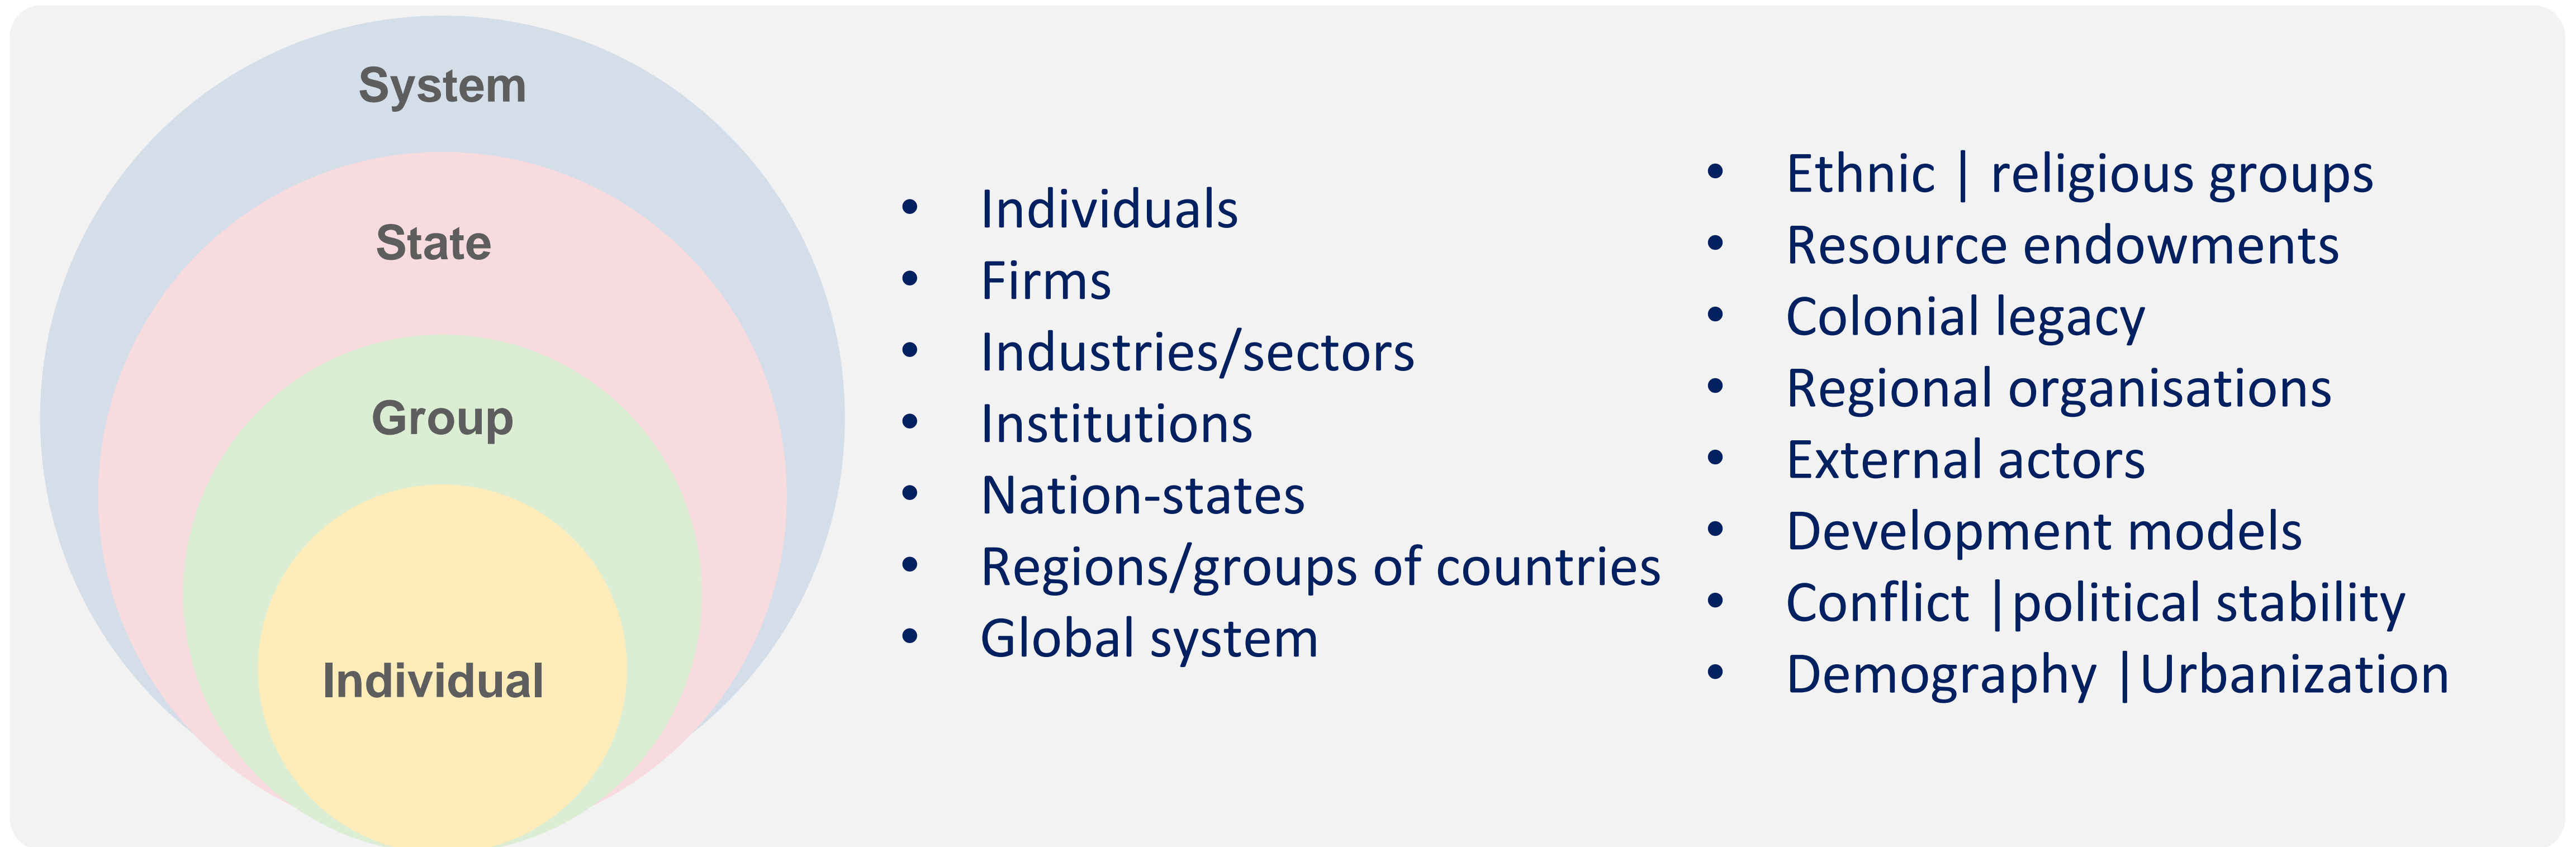 System
State
Group
Individual
• Individuals
• Firms
• Industries/sectors
• Institutions
• Nation-states
• Regions/groups of countries
• Global system
• Ethnic | religious groups
• Resource endowments
• Colonial legacy
• Regional organisations
• External actors
• Development models
• Conflict |political stability
• Demography |Urbanization